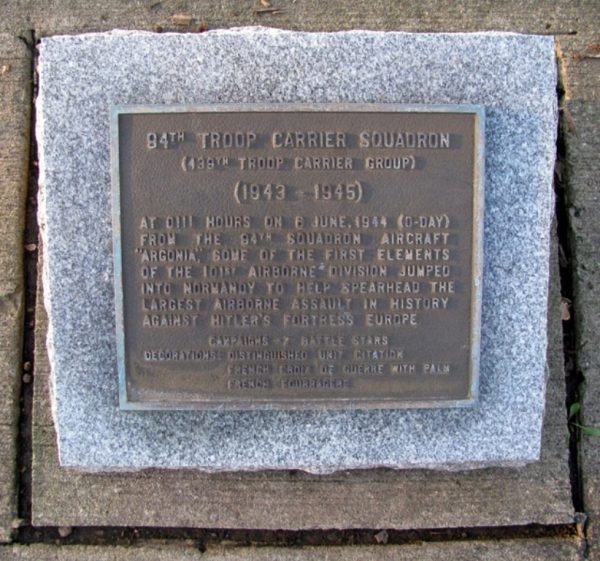 94TH TROOP CARRIER SQUADRON
(439TH TROOP CARRIER GROUP)
(1943 - 1945)
AT 0111 HOURS ON 6 JUNE, 1944 (D-DAY)
FROM THE 94TH SQUADRON AIRCRAFT
"ARGONIA," SOME OF THE FIRST ELEMENTS
OF THE 101ST AIRBORNE DIVISION JUMPED
INTO NORMANDY TO HELP SPEARHEAD THE
LARGEST AIRBORNE ASSAULT IN HISTORY
AGAINST HITLER'S FORTRESS EUROPE
CAMPAIGNS - 7 BATTLE STARS
DECORATIONS: DISTINGUISHED UNIT CITATION
FRENCH CROIX DE GUERRE WITH PALM
FRENCH FOURRAGERE